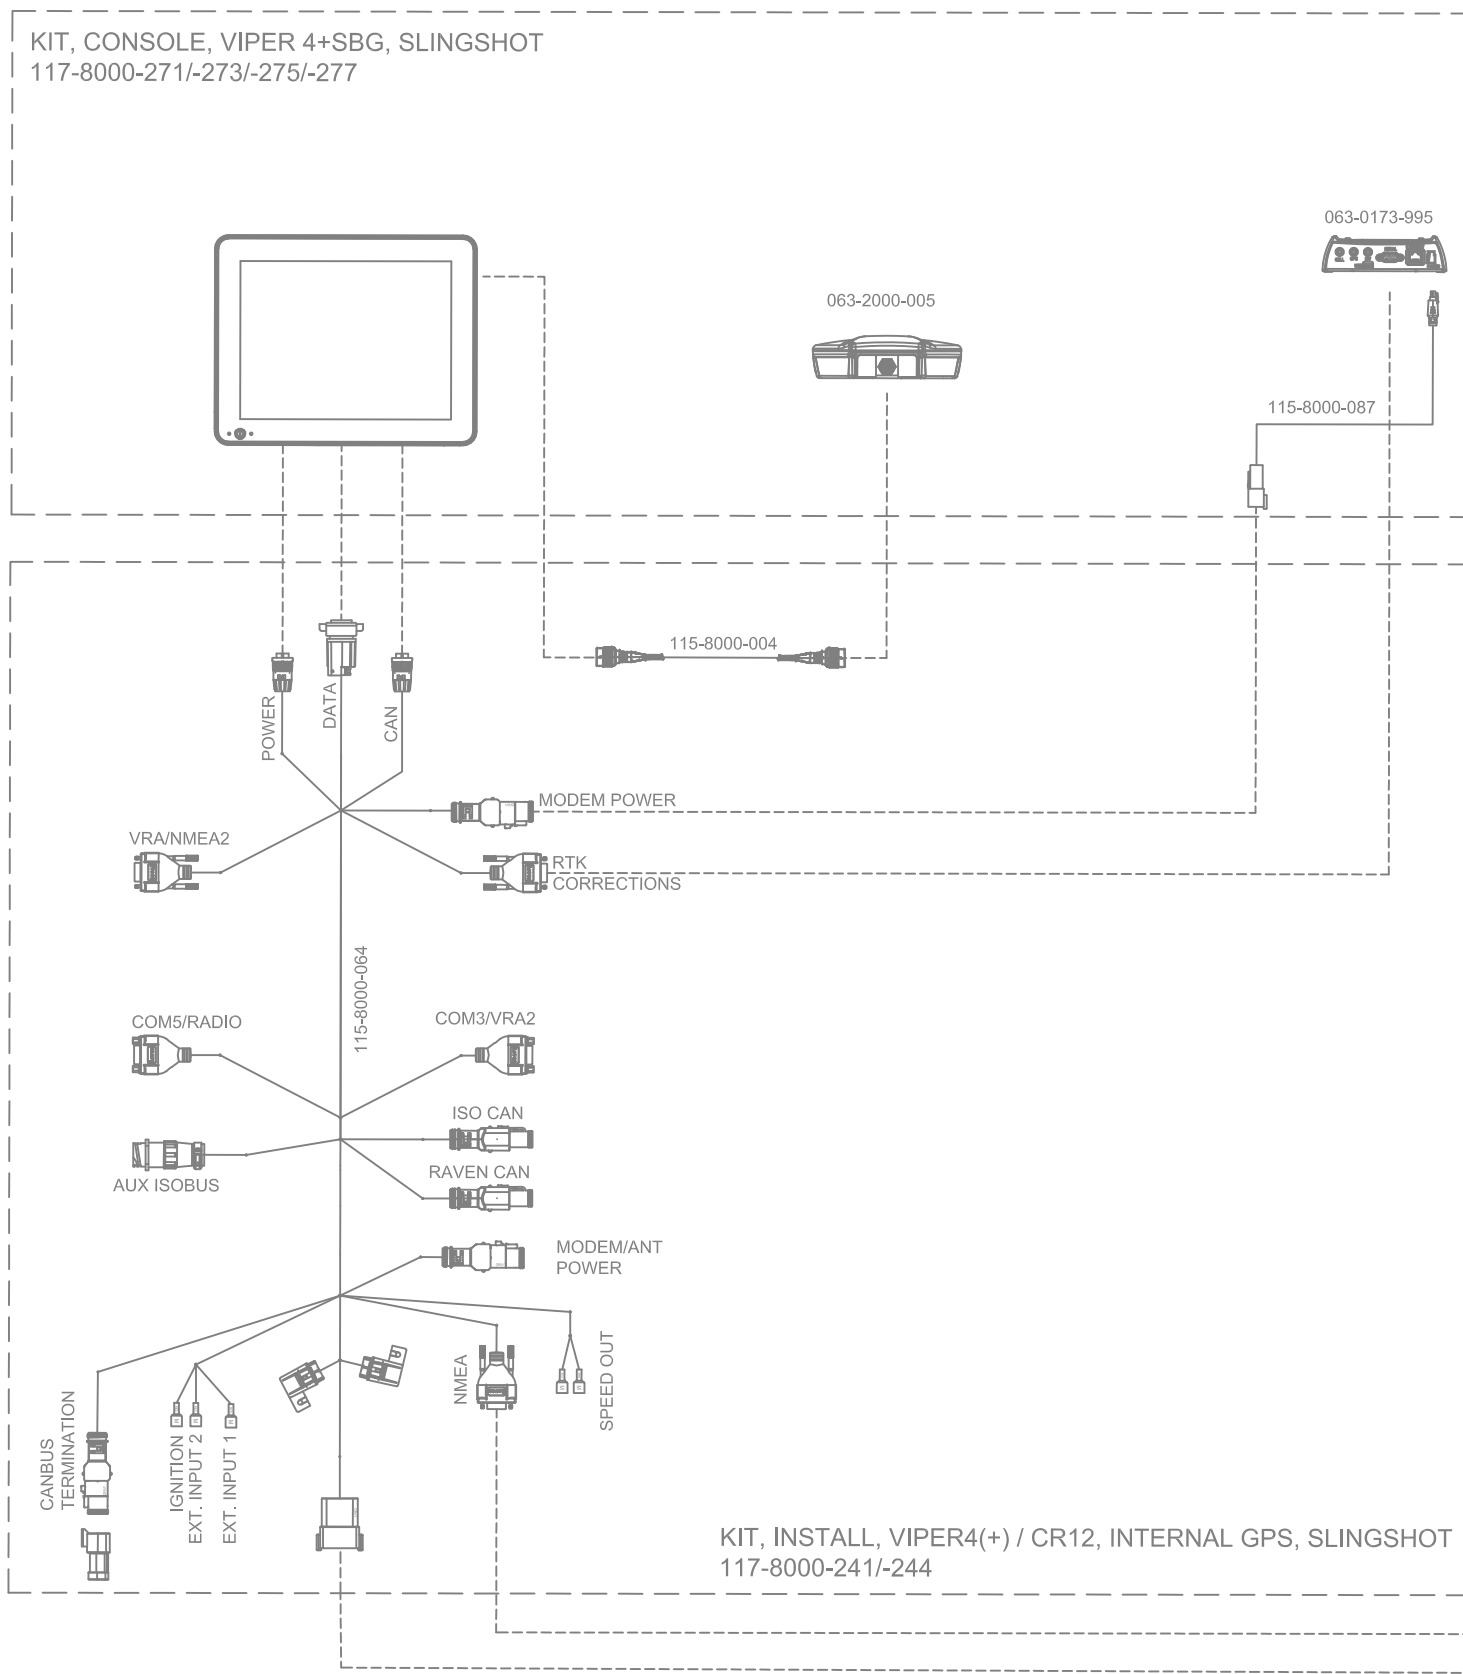 KIT, CONSOLE, VIPER 4+SBG, SLINGSHOT
117-8000-271/-273/-275/-277
063-0173-995
063-2000-005
115-8000-087
115-8000-004
POWER
DATA
CAN
MODEM POWER
VRA/NMEA2
RTK
CORRECTIONS
115-8000-064
COM5/RADIO
COM3/VRA2
ISO CAN
AUX ISOBUS
RAVEN CAN
MODEM/ANT
POWER
CANBUS
TERMINATION
IGNITION
EXT. INPUT 2
EXT. INPUT 1
NMEA
SPEED OUT
KIT, INSTALL, VIPER4(+) / CR12, INTERNAL GPS, SLINGSHOT
117-8000-241/-244